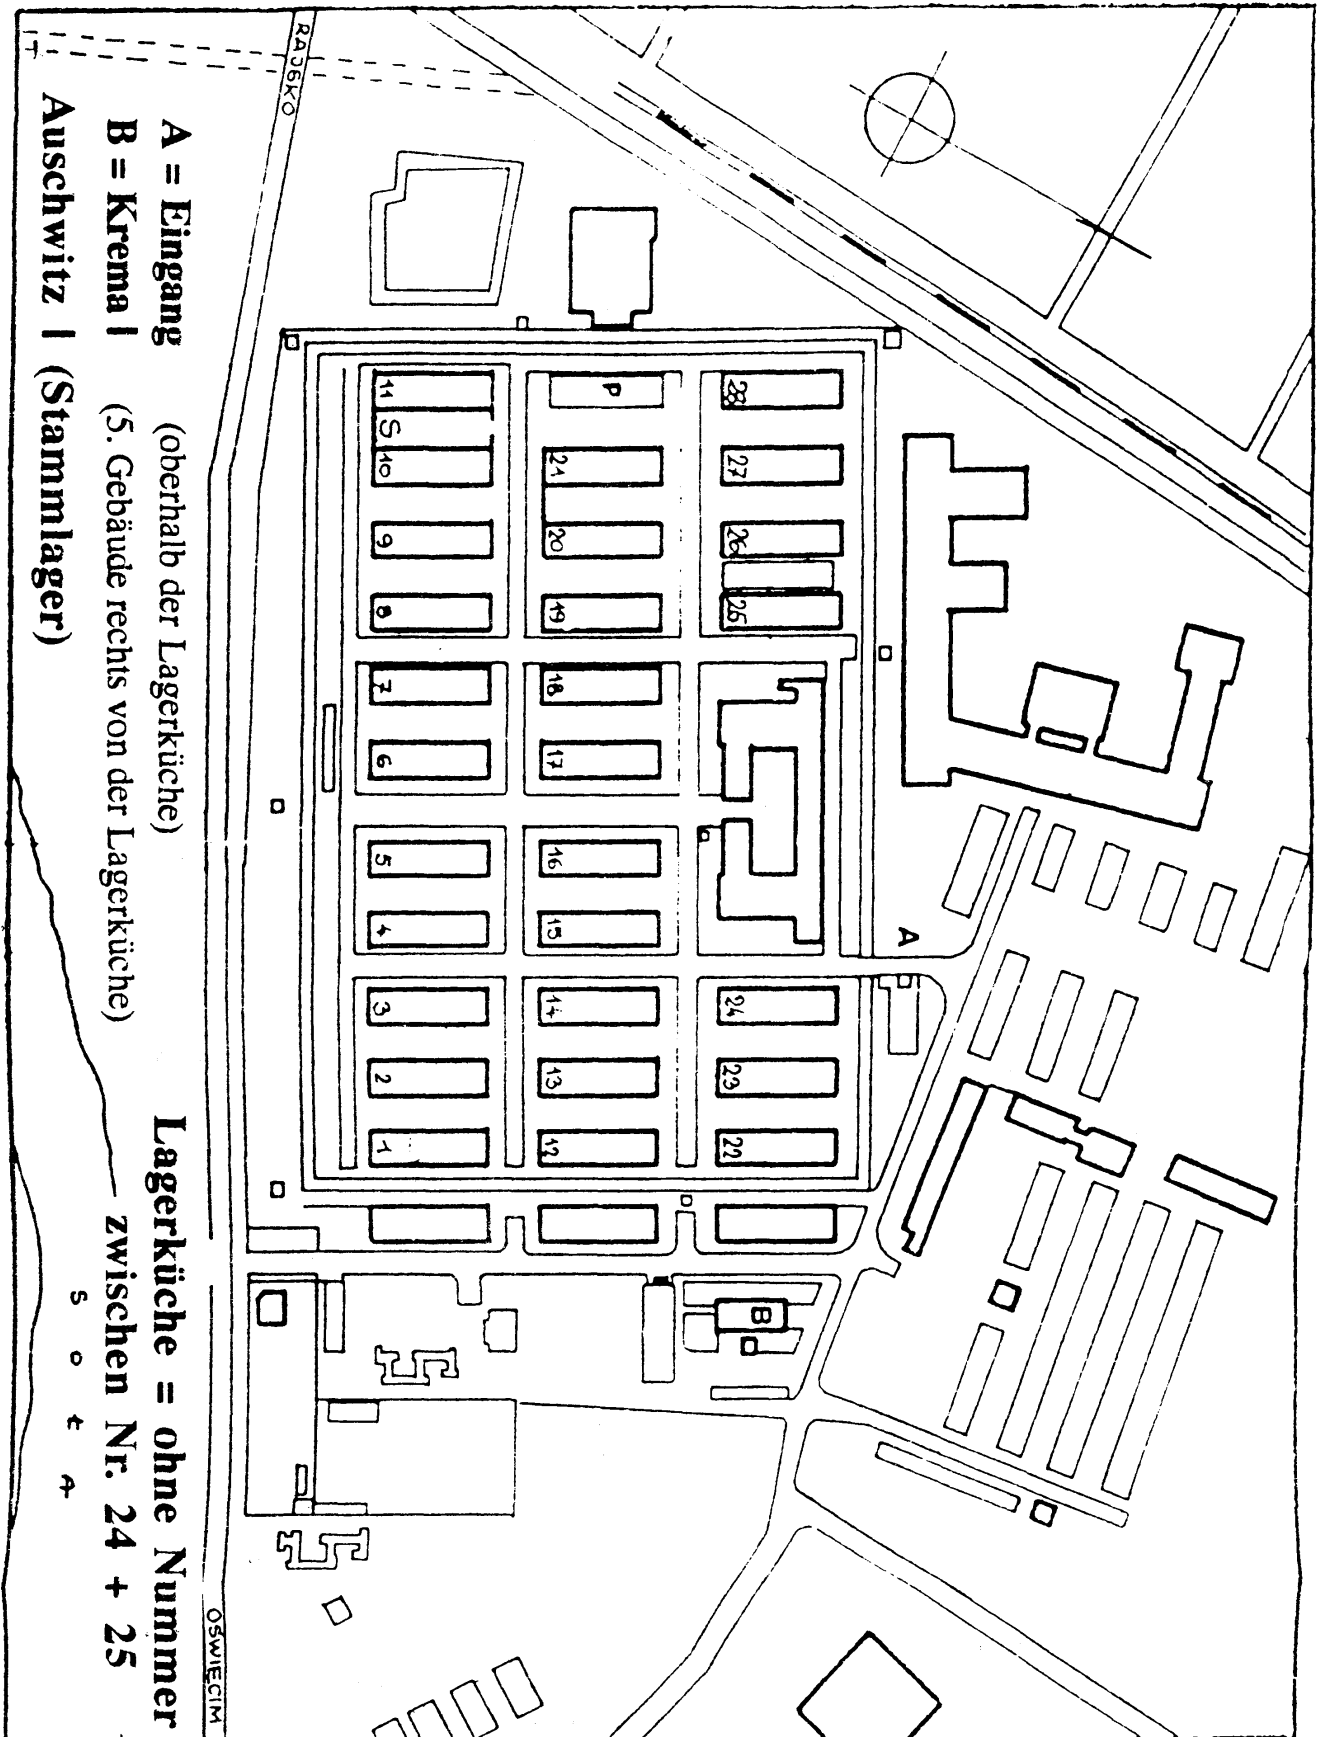 RAJSKO
28
27
26
25
24
23
22
P
21
20
19
18
17
16
15
14
13
12
11
S
10
9
8
7
6
5
4
3
2
1
A
B
OŚWIĘCIM
A = Eingang (oberhalb der Lagerküche) Lagerküche = ohne Nummer
B = Krema I (5. Gebäude rechts von der Lagerküche) zwischen Nr. 24 + 25
S o ł A
Auschwitz I (Stammlager)